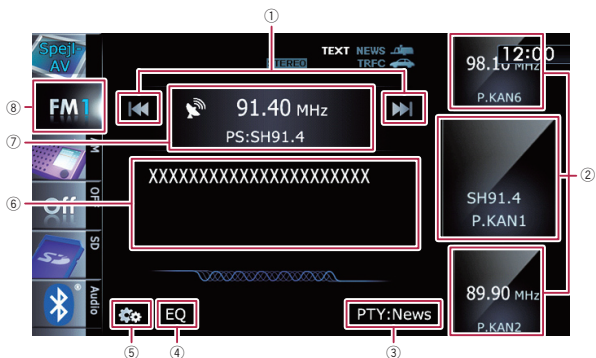 ①
Spejl-
AV
TEXT NEWS
STEREO TRFC
12:00
98.10 MHz
P.KAN6
⑧
FM1
91.40 MHz
PS:SH91.4
⑦
AM
②
XXXXXXXXXXXXXXXXXXXXXX
SH91.4
P.KAN1
⑥
Off
SD
SD
89.90 MHz
P.KAN2
Audio
EQ
PTY:News
⑤
④
③